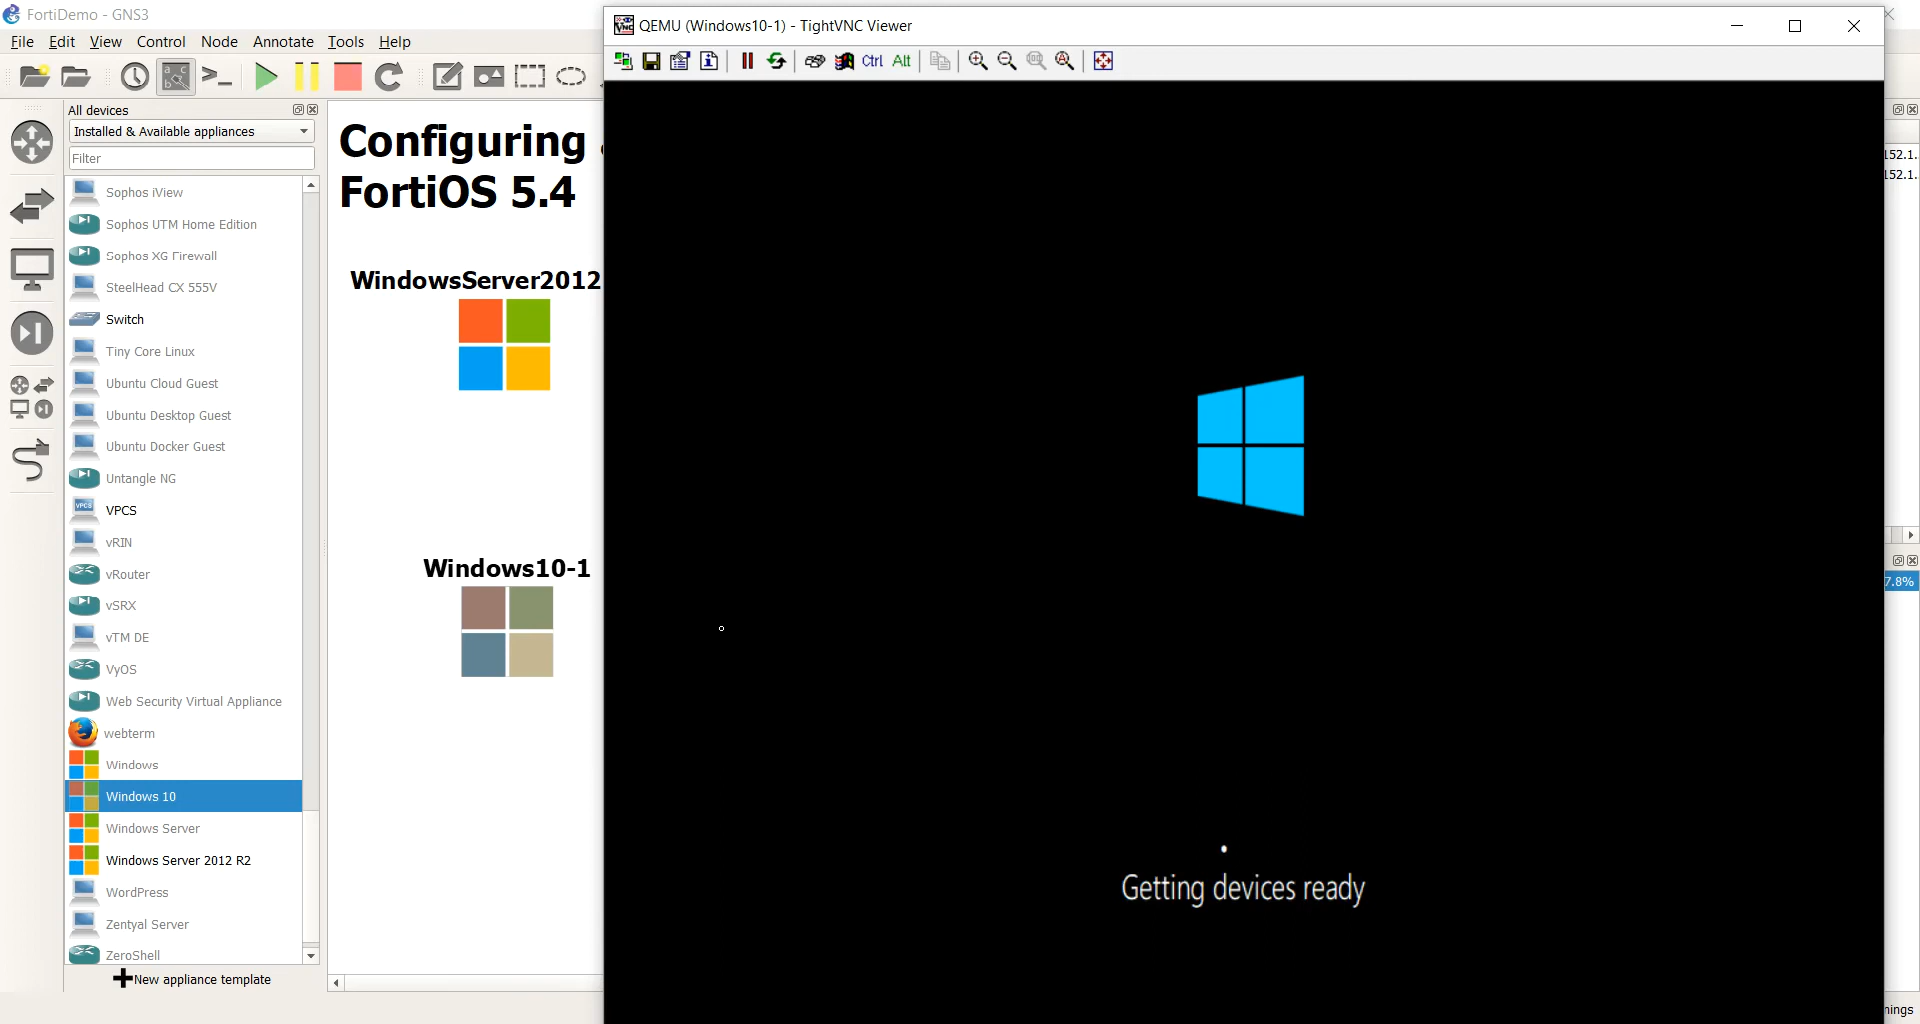 FortiDemo - GNS3
File Edit View Control Node Annotate Tools Help
All devices
Installed & Available appliances
Filter
Sophos iView
Sophos UTM Home Edition
Sophos XG Firewall
SteelHead CX 555V
Switch
Tiny Core Linux
Ubuntu Cloud Guest
Ubuntu Desktop Guest
Ubuntu Docker Guest
Untangle NG
VPCS
VPCS
vRIN
vRouter
vSRX
vTM DE
VyOS
Web Security Virtual Appliance
webterm
Windows
Windows 10
Windows Server
Windows Server 2012 R2
WordPress
Zentyal Server
ZeroShell
New appliance template
Configuring
FortiOS 5.4
WindowsServer2012
Windows10-1
QEMU (Windows10-1) - TightVNC Viewer
Ctrl Alt
Getting devices ready
152.1.
152.1.
7.8%